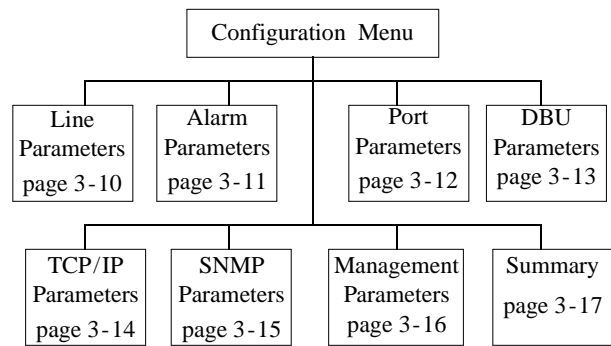 Configuration Menu
Line
Parameters
page 3-10
Alarm
Parameters
page 3-11
Port
Parameters
page 3-12
DBU
Parameters
page 3-13
TCP/IP
Parameters
page 3-14
SNMP
Parameters
page 3-15
Management
Parameters
page 3-16
Summary
page 3-17